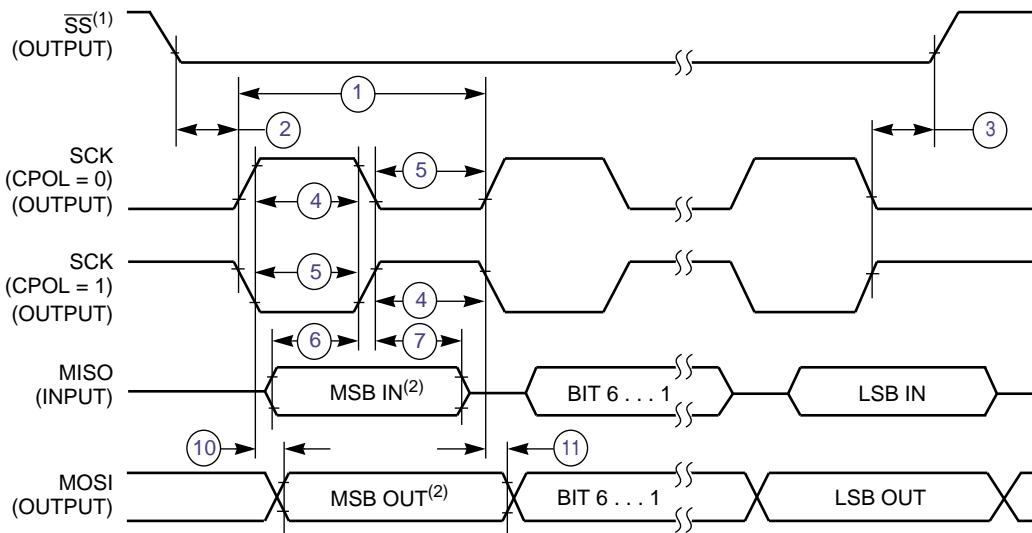 SS(1)
(OUTPUT)
1
2
3
SCK
(CPOL = 0)
(OUTPUT)
5
4
SCK
(CPOL = 1)
(OUTPUT)
5
4
6
7
MISO
(INPUT)
MSB IN(2)
BIT 6 . . . 1
LSB IN
10
11
MOSI
(OUTPUT)
MSB OUT(2)
BIT 6 . . . 1
LSB OUT